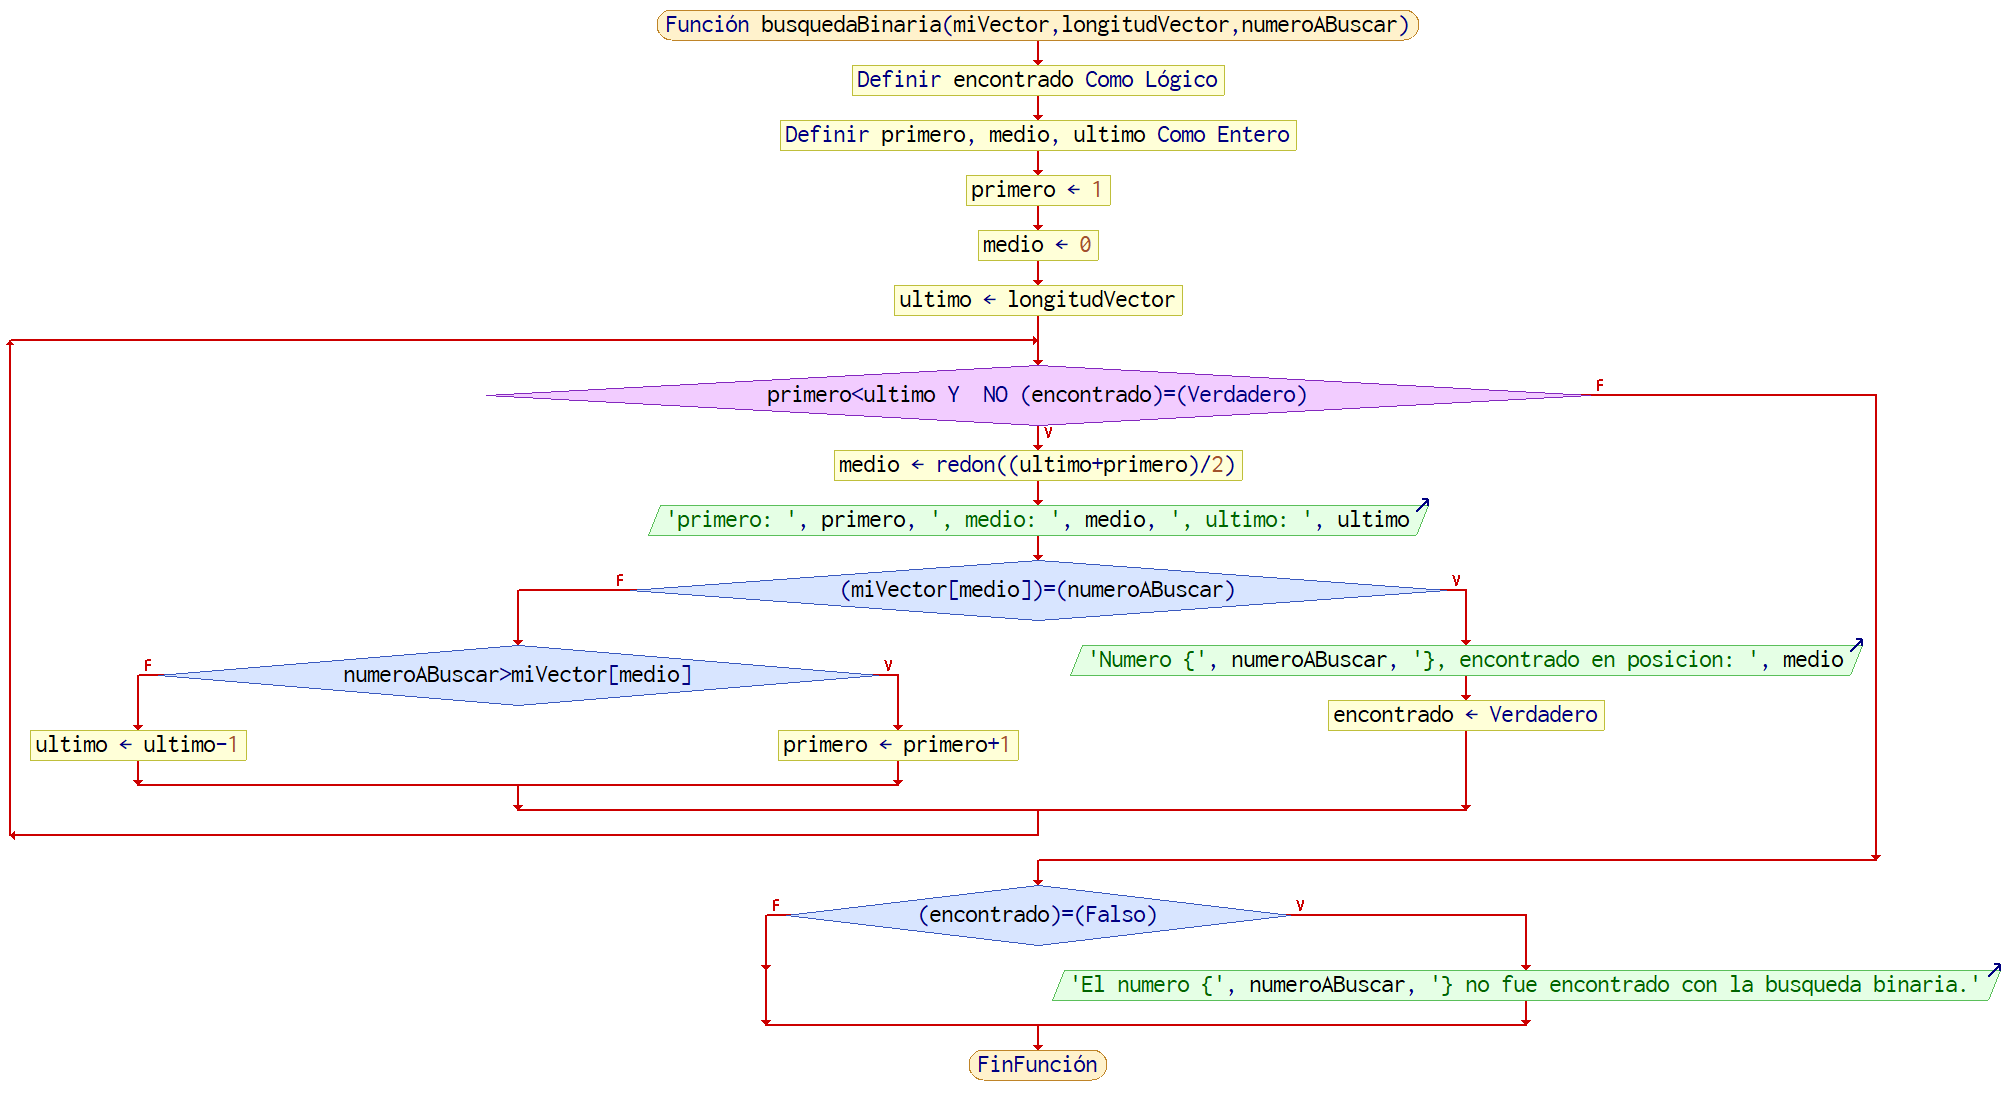 Función busquedaBinaria(miVector,longitudVector,numeroABuscar)
Definir encontrado Como Lógico
Definir primero, medio, ultimo Como Entero
primero ← 1
medio ← 0
ultimo ← longitudVector
primero<ultimo Y  NO (encontrado)=(Verdadero)
F
V
medio ← redon((ultimo+primero)/2)
'primero: ', primero, ', medio: ', medio, ', ultimo: ', ultimo
F
(miVector[medio])=(numeroABuscar)
V
F
numeroABuscar>miVector[medio]
V
'Numero {', numeroABuscar, '}, encontrado en posicion: ', medio
encontrado ← Verdadero
ultimo ← ultimo-1
primero ← primero+1
F
(encontrado)=(Falso)
V
'El numero {', numeroABuscar, '} no fue encontrado con la busqueda binaria.'
FinFunción